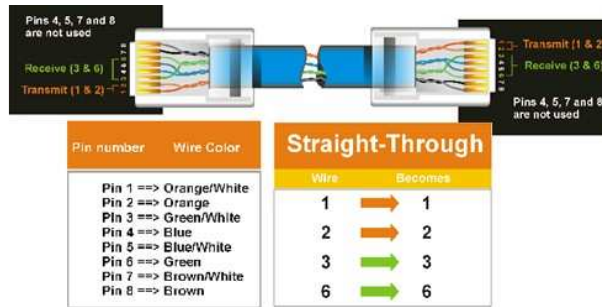 Pins 4, 5, 7 and 8
are not used
Receive (3 & 6)
Transmit (1 & 2)
Transmit (1 & 2)
Receive (3 & 6)
Pins 4, 5, 7 and 8
are not used
Pin number Wire Color
Pin 1 ==> Orange/White
Pin 2 ==> Orange
Pin 3 ==> Green/White
Pin 4 ==> Blue
Pin 5 ==> Blue/White
Pin 6 ==> Green
Pin 7 ==> Brown/White
Pin 8 ==> Brown
Straight-Through
Wire Becomes
1 1
2 2
3 3
6 6